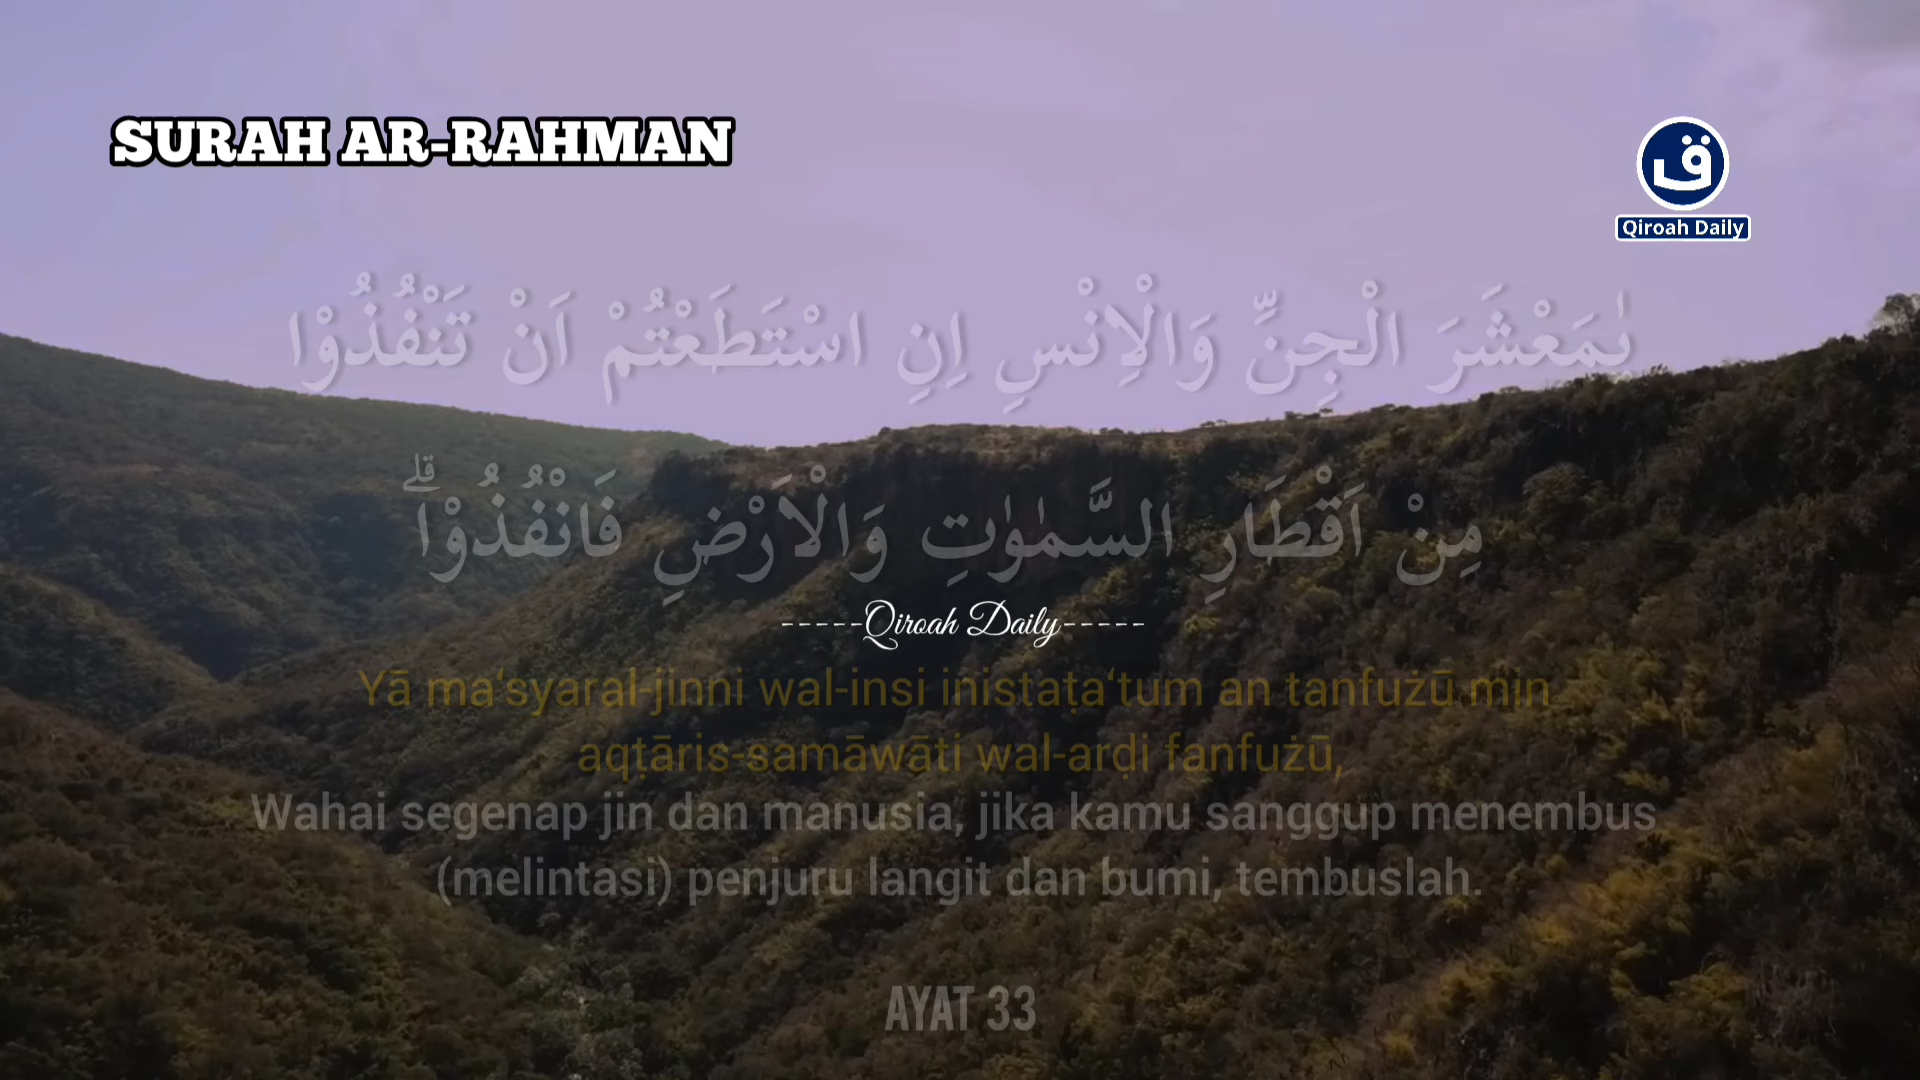 SURAH AR-RAHMAN
ق
Qiroah Daily
يٰمَعْشَرَ الْجِنِّ وَالْاِنْسِ اِنِ اسْتَطَعْتُمْ اَنْ تَنْفُذُوْا
مِنْ اَقْطَارِ السَّمٰوٰتِ وَالْاَرْضِ فَانْفُذُوْاۗ
-----Qiroah Daily-----
Yā ma‘syaral-jinni wal-insi inistaṭa‘tum an tanfużū min
aqṭāris-samāwāti wal-arḍi fanfużū,
Wahai segenap jin dan manusia, jika kamu sanggup menembus
(melintasi) penjuru langit dan bumi, tembuslah.
AYAT 33